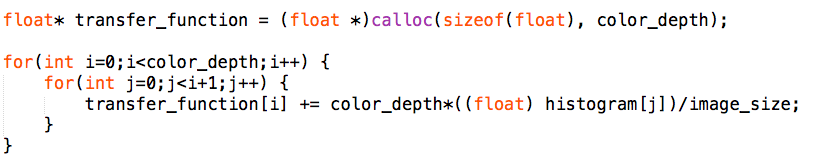 float* transfer_function = (float *)calloc(sizeof(float), color_depth);
for(int i=0;i<color_depth;i++) {
    for(int j=0;j<i+1;j++) {
        transfer_function[i] += color_depth*((float) histogram[j])/image_size;
    }
}